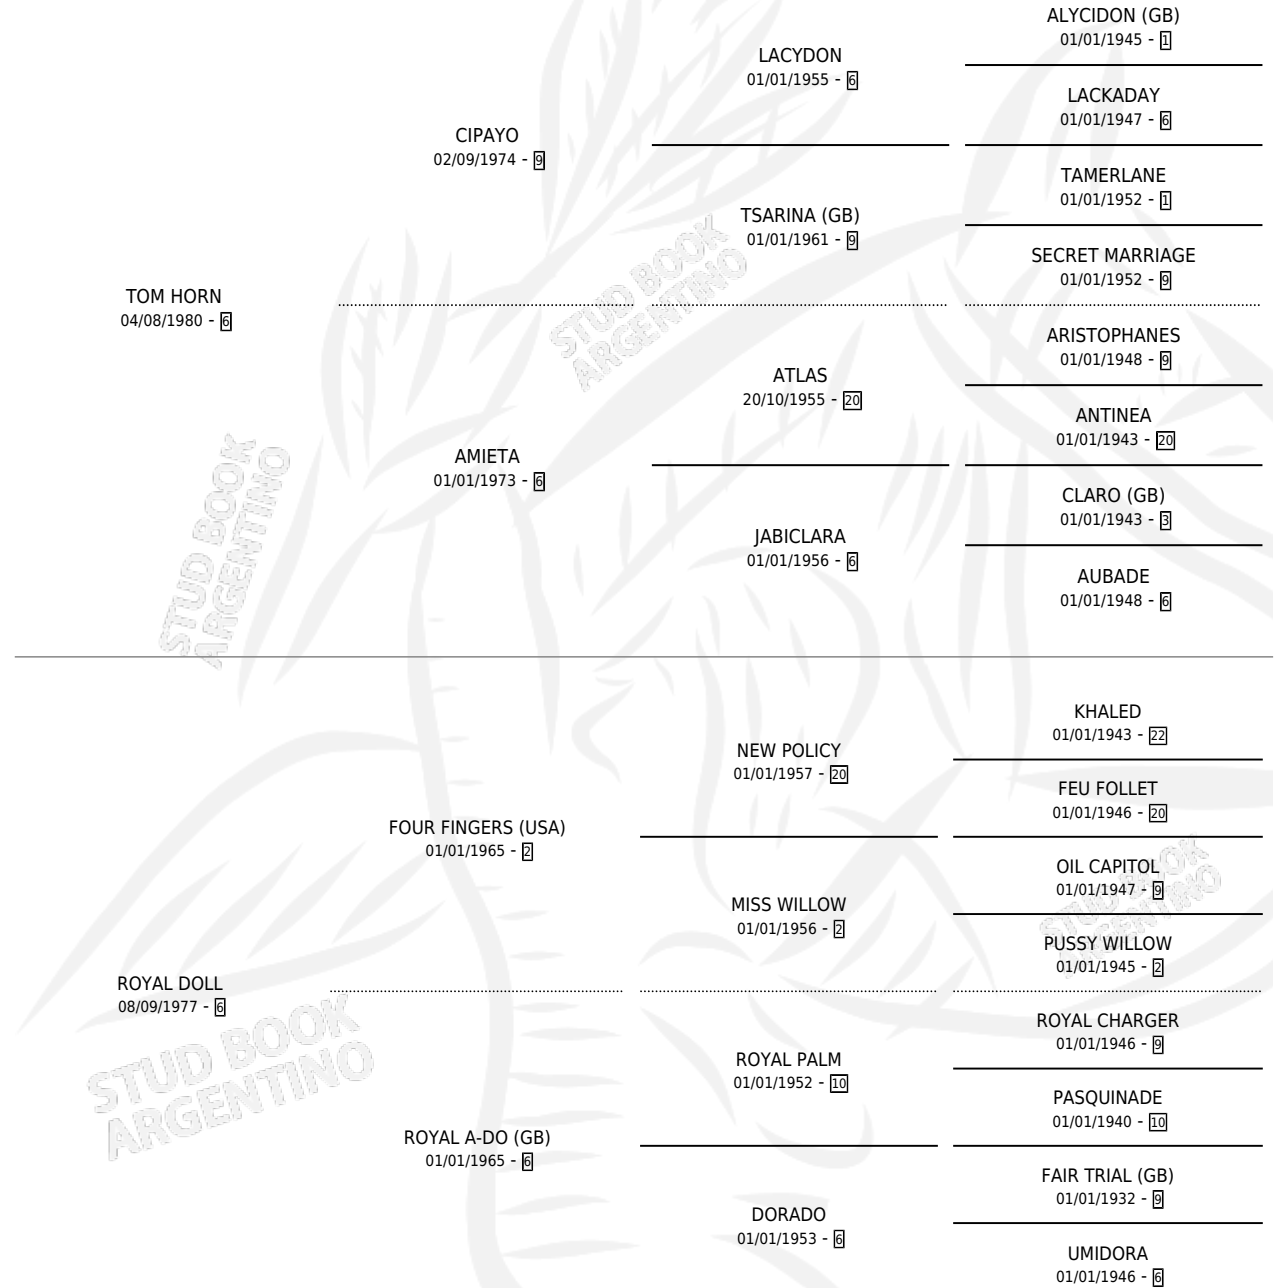 ALYCIDON (GB)
01/01/1945 - 1
LACYDON
01/01/1955 - 6
LACKADAY
01/01/1947 - 6
CIPAYO
02/09/1974 - 9
TAMERLANE
01/01/1952 - 1
TSARINA (GB)
01/01/1961 - 9
SECRET MARRIAGE
01/01/1952 - 9
TOM HORN
04/08/1980 - 6
STUD BOOK
ARGENTINO
ARISTOPHANES
01/01/1948 - 9
ATLAS
20/10/1955 - 20
ANTINEA
01/01/1943 - 20
AMIETA
01/01/1973 - 6
CLARO (GB)
01/01/1943 - 3
JABICLARA
01/01/1956 - 6
AUBADE
01/01/1948 - 6
STUD BOOK
ARGENTINO
KHALED
01/01/1943 - 22
NEW POLICY
01/01/1957 - 20
FEU FOLLET
01/01/1946 - 20
FOUR FINGERS (USA)
01/01/1965 - 2
OIL CAPITOL
01/01/1947 - 9
MISS WILLOW
01/01/1956 - 2
STUD BOOK
ARGENTINO
PUSSY WILLOW
01/01/1945 - 2
ROYAL DOLL
08/09/1977 - 6
ROYAL CHARGER
01/01/1946 - 9
STUD BOOK
ARGENTINO
ROYAL PALM
01/01/1952 - 10
PASQUINADE
01/01/1940 - 10
ROYAL A-DO (GB)
01/01/1965 - 6
FAIR TRIAL (GB)
01/01/1932 - 9
DORADO
01/01/1953 - 6
UMIDORA
01/01/1946 - 6